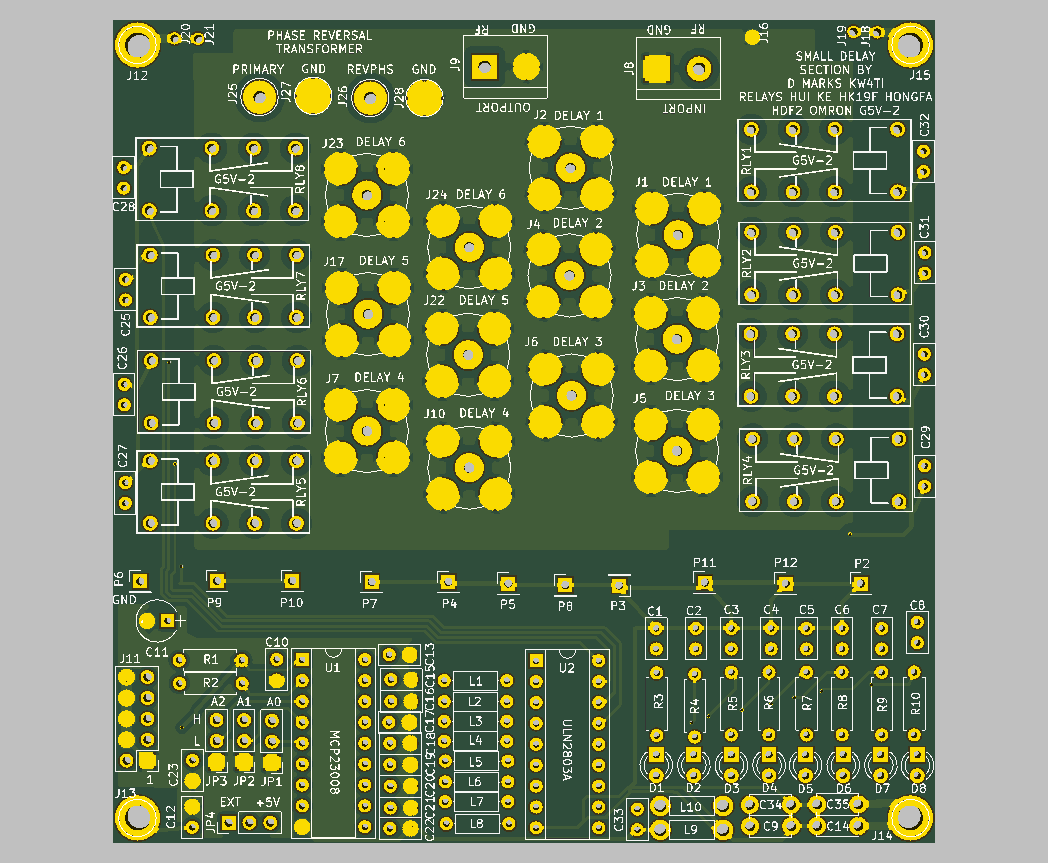 J20
J21
PHASE REVERSAL
TRANSFORMER
RF
GND
GND
RF
J16
J19
J18
J9
J8
J12
J15
SMALL DELAY
SECTION BY
D MARKS KW4TI
RELAYS HUI KE HK19F HONGFA
HDF2 OMRON G5V-2
PRIMARY
GND
REVPHS
GND
J25
J27
J26
J28
OUTPORT
INPORT
J2 DELAY 1
C32
J23 DELAY 6
RLY8
G5V-2
C28
RLY1
G5V-2
J1 DELAY 1
J24 DELAY 6
J4 DELAY 2
C31
J17 DELAY 5
RLY7
G5V-2
C25
RLY2
G5V-2
J22 DELAY 5
J3 DELAY 2
C30
C26
J6 DELAY 3
RLY3
G5V-2
J7 DELAY 4
RLY6
G5V-2
J10 DELAY 4
J5 DELAY 3
C29
C27
RLY4
G5V-2
RLY5
G5V-2
P6
GND
P9
P10
P7
P4
P5
P8
P3
P11
P12
P2
C11
+
C1
C2
C3
C4
C5
C6
C7
C8
J11
R1
R2
C10
U1
MCP23008
U2
ULN2803A
C13
C15
C16
C17
C18
C19
C20
C21
C22
L1
L2
L3
L4
L5
L6
L7
L8
R3
R4
R5
R6
R7
R8
R9
R10
A2
A1
A0
H
L
JP3
JP2
JP1
1
C23
J13
C12
JP4
EXT
+5V
D1
D2
D3
D4
D5
D6
D7
D8
C33
L10
L9
C34
C9
C35
C14
J14